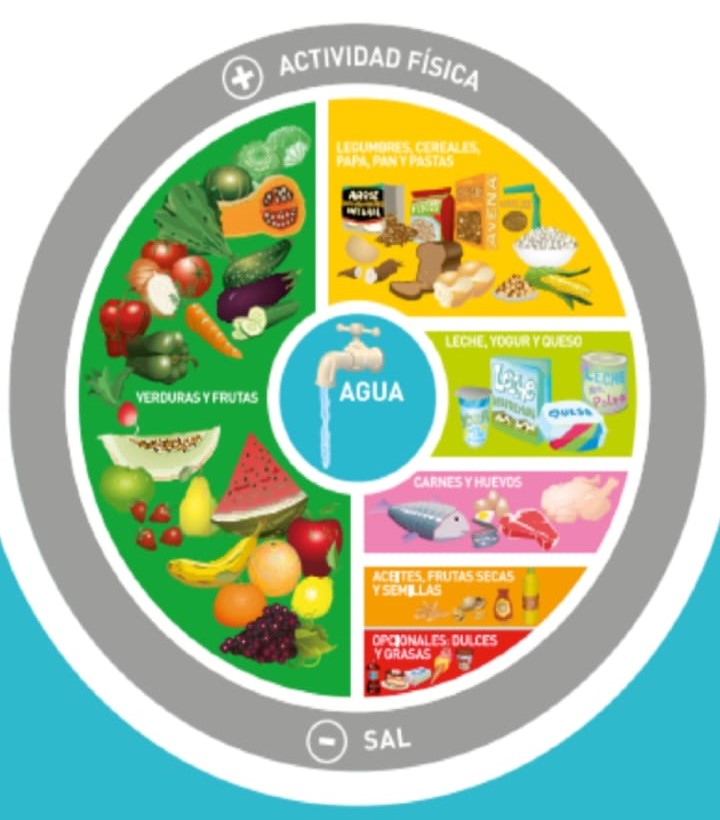 + ACTIVIDAD FÍSICA
LEGUMBRES, CEREALES,
PAPA, PAN Y PASTAS
ARROZ
INTEGRAL
AVENA
VERDURAS Y FRUTAS
AGUA
LECHE, YOGUR Y QUESO
LECHE
LECHE
en Polvo
QUESO
CARNES Y HUEVOS
ACEITES, FRUTAS SECAS
Y SEMILLAS
OPCIONALES: DULCES
Y GRASAS
- SAL